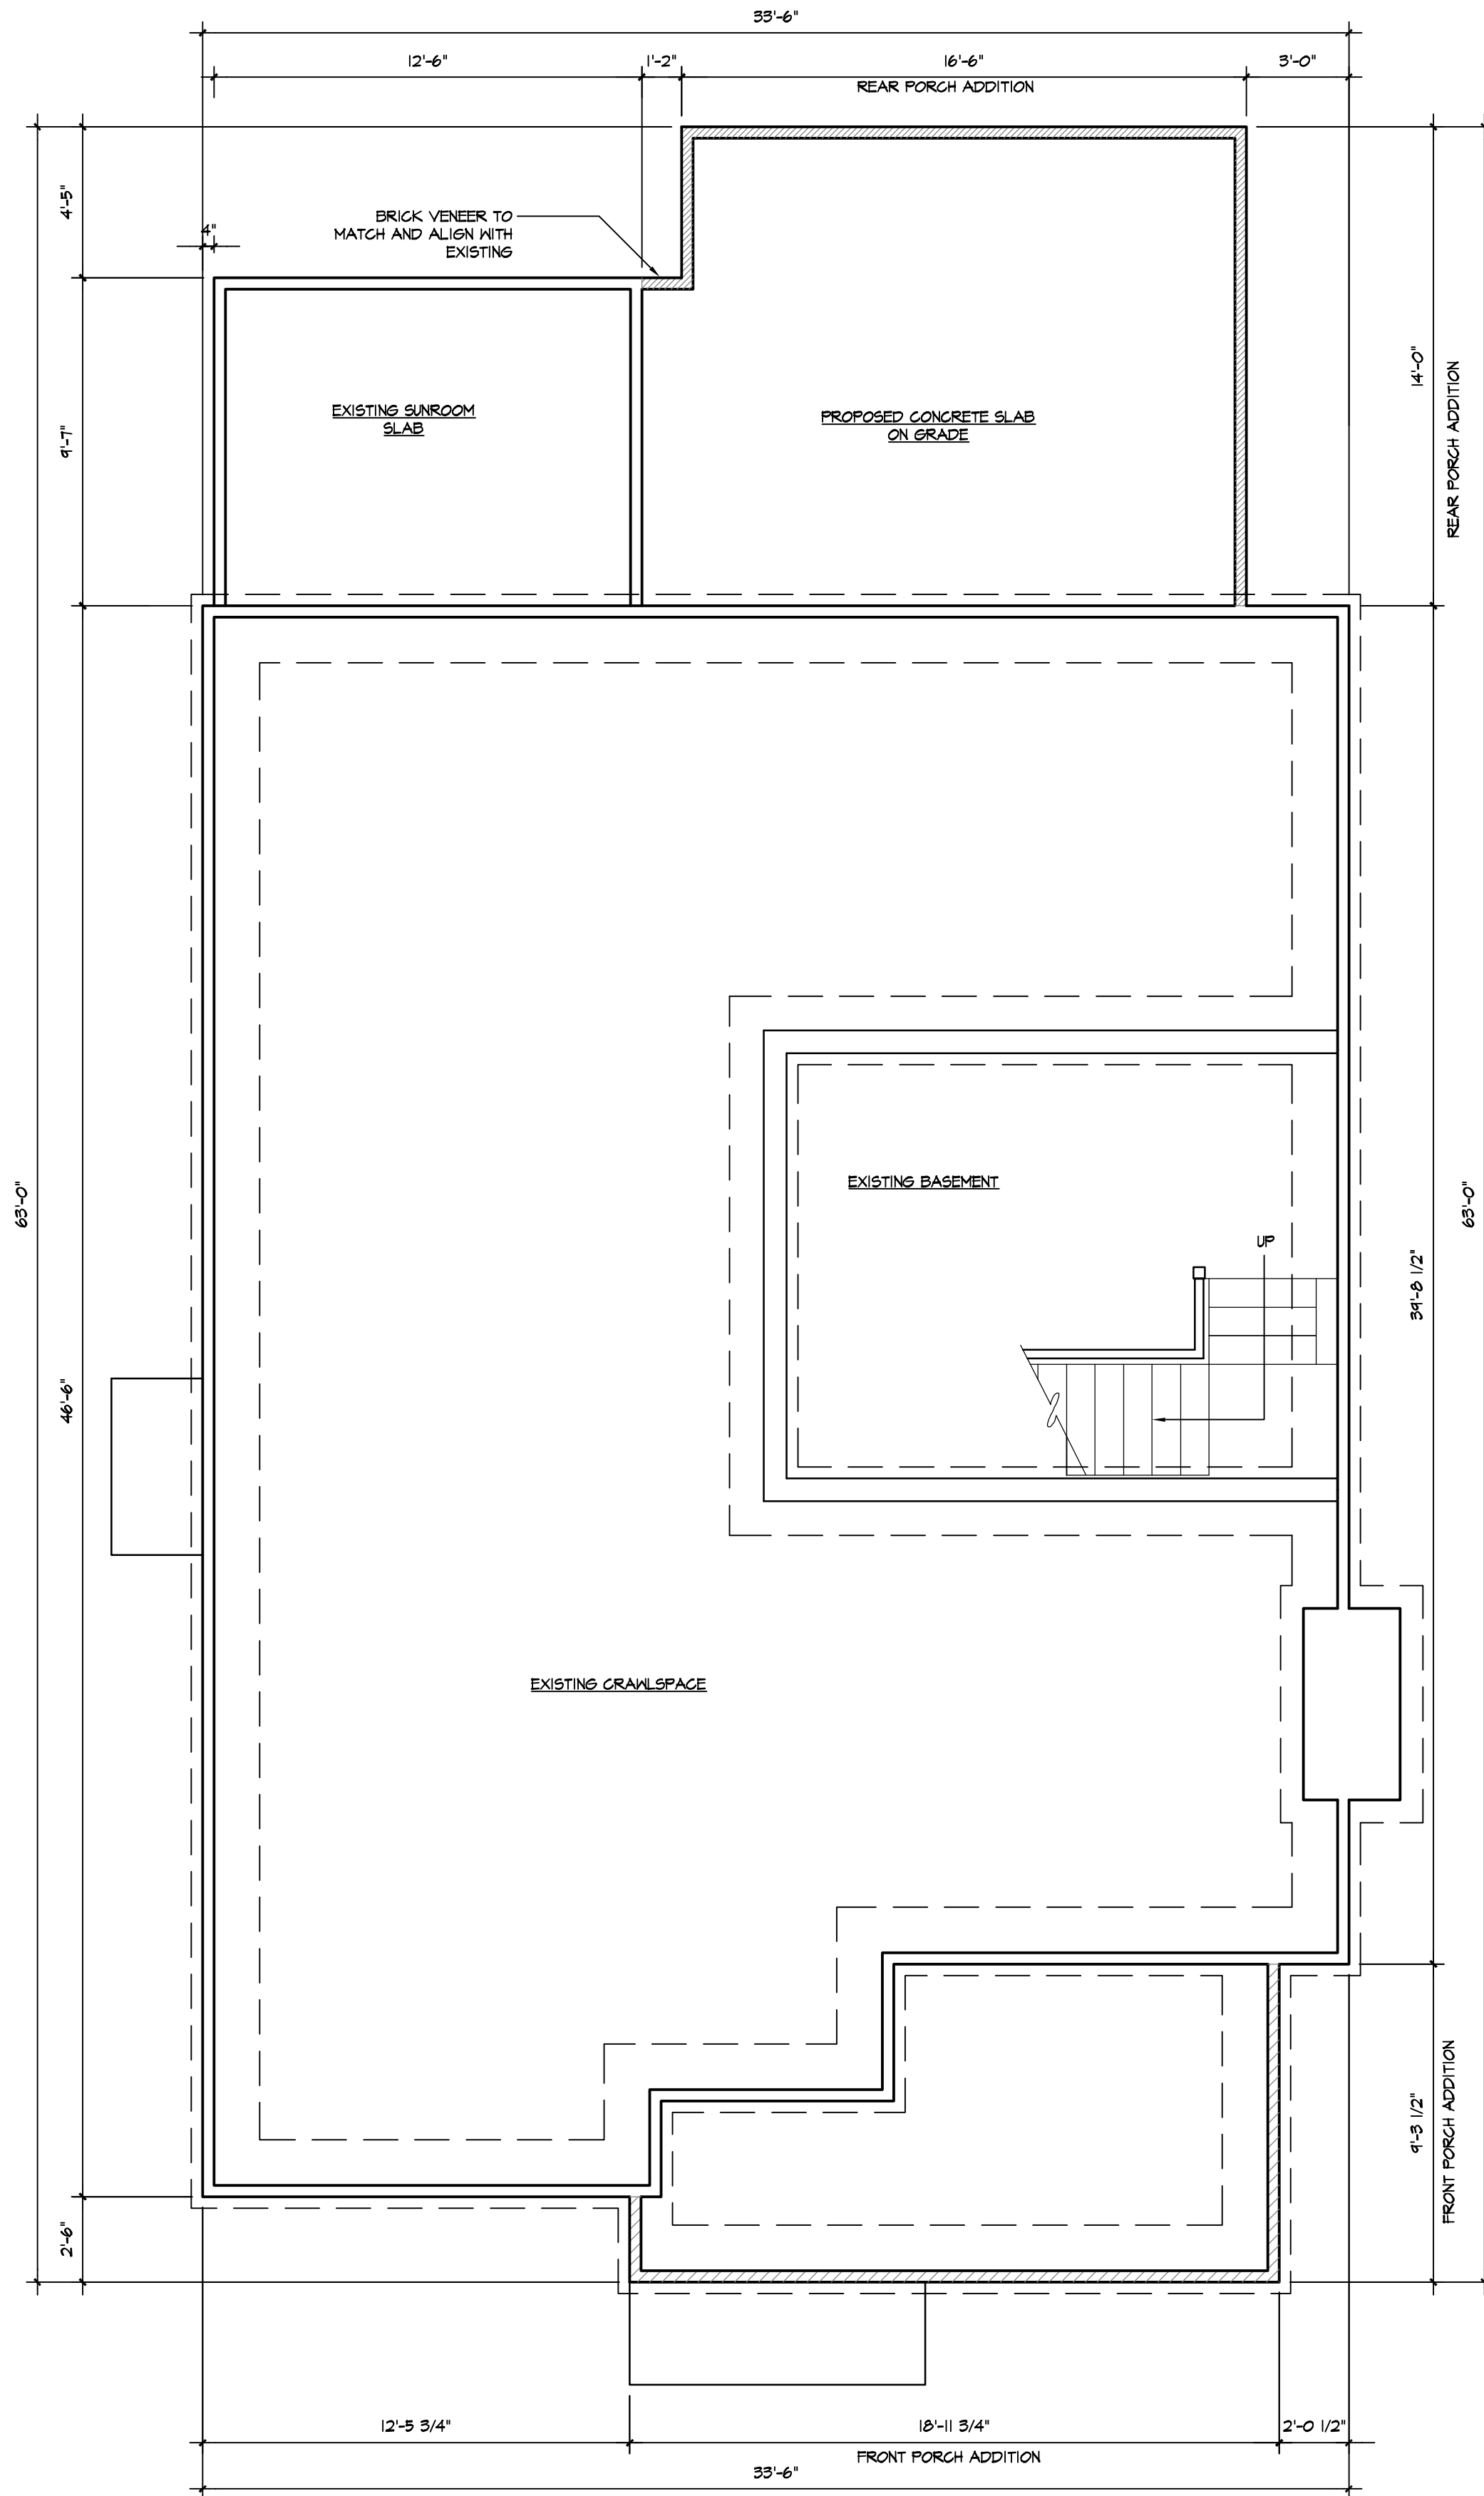 33'-6"
12'-6"
1'-2"
16'-6"
3'-0"
REAR PORCH ADDITION
4'-5"
4"
BRICK VENEER TO
MATCH AND ALIGN WITH
EXISTING
14'-0"
REAR PORCH ADDITION
9'-7"
EXISTING SUNROOM
SLAB
PROPOSED CONCRETE SLAB
ON GRADE
63'-0"
EXISTING BASEMENT
63'-0"
UP
39'-8 1/2"
46'-6"
EXISTING CRAWLSPACE
9'-3 1/2"
FRONT PORCH ADDITION
2'-6"
12'-5 3/4"
18'-11 3/4"
2'-0 1/2"
FRONT PORCH ADDITION
33'-6"